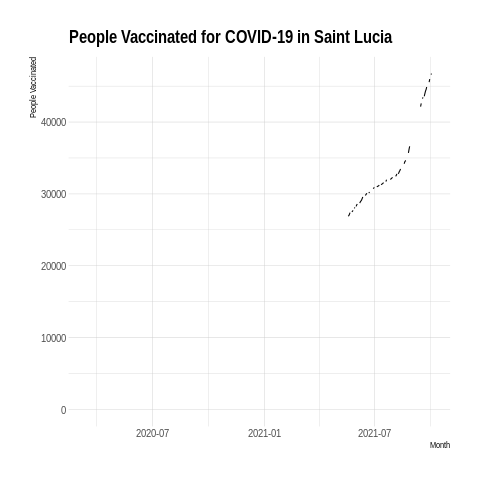 People Vaccinated for COVID-19 in Saint Lucia
People Vaccinated
40000
30000
20000
10000
0
2020-07 2021-01 2021-07
Month